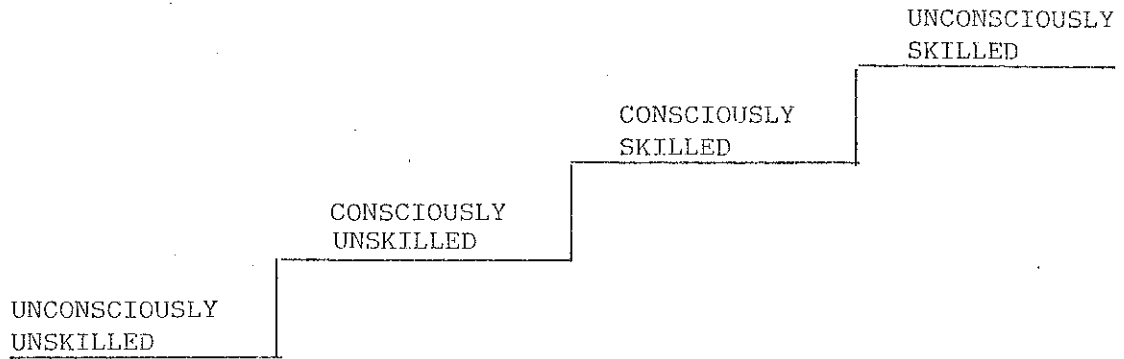 UNCONSCIOUSLY
SKILLED
CONSCIOUSLY
SKILLED
CONSCIOUSLY
UNSKILLED
UNCONSCIOUSLY
UNSKILLED